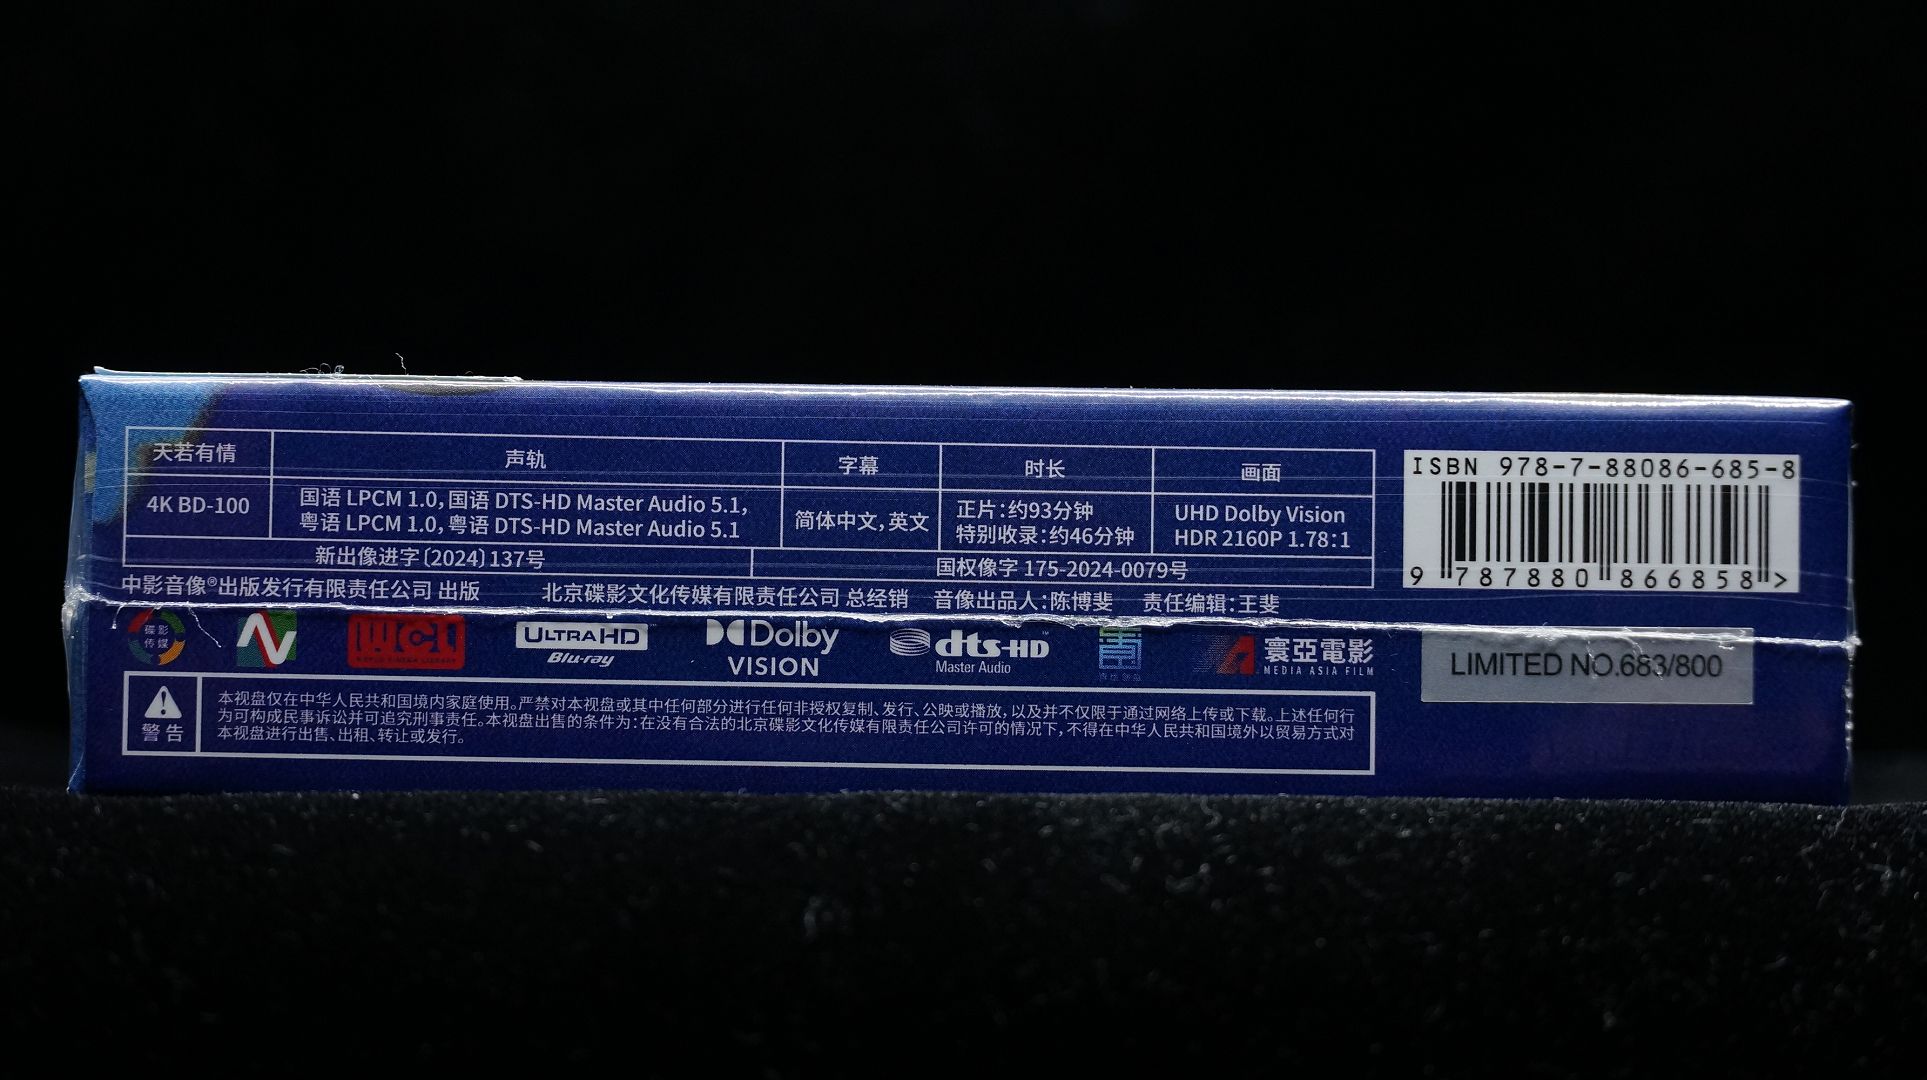 天若有情 声轨 字幕 时长 画面
4K BD-100
国语 LPCM 1.0, 国语 DTS-HD Master Audio 5.1,
粤语 LPCM 1.0, 粤语 DTS-HD Master Audio 5.1
简体中文, 英文
正片:约93分钟
特别收录:约46分钟
UHD Dolby Vision
HDR 2160P 1.78:1
新出像进字〔2024〕137号
国权像字 175-2024-0079号
中影音像®出版发行有限责任公司 出版 北京碟影文化传媒有限责任公司 总经销 音像出品人:陈博斐 责任编辑:王斐
ISBN 978-7-88086-685-8
9 787880 866858 >
碟影
传媒
WCL
ULTRA HD
Blu-ray
Dolby
VISION
dts-HD
Master Audio
寰亞電影
MEDIA ASIA FILM
LIMITED NO.683/800
警告
本视盘仅在中华人民共和国境内家庭使用。严禁对本视盘或其中任何部分进行任何非授权复制、发行、公映或播放, 以及并不仅限于通过网络上传或下载。上述任何行
为可构成民事诉讼并可追究刑事责任。本视盘出售的条件为:在没有合法的北京碟影文化传媒有限责任公司许可的情况下, 不得在中华人民共和国境外以贸易方式对
本视盘进行出售、出租、转让或发行。